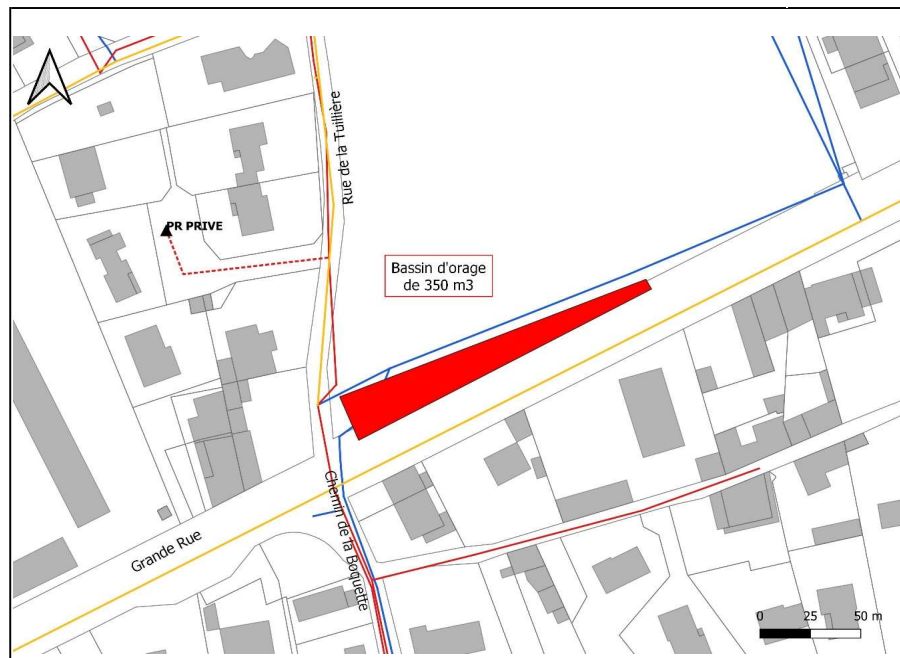 Rue de la Tuilière
PR PRIVE
Bassin d'orage
de 350 m3
Chemin de la Boquette
Grande Rue
0 25 50 m